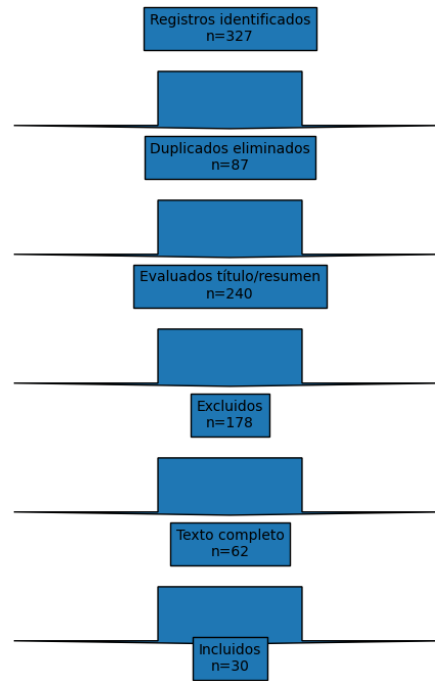 Registros identificados
n=327
Duplicados eliminados
n=87
Evaluados título/resumen
n=240
Excluidos
n=178
Texto completo
n=62
Incluidos
n=30